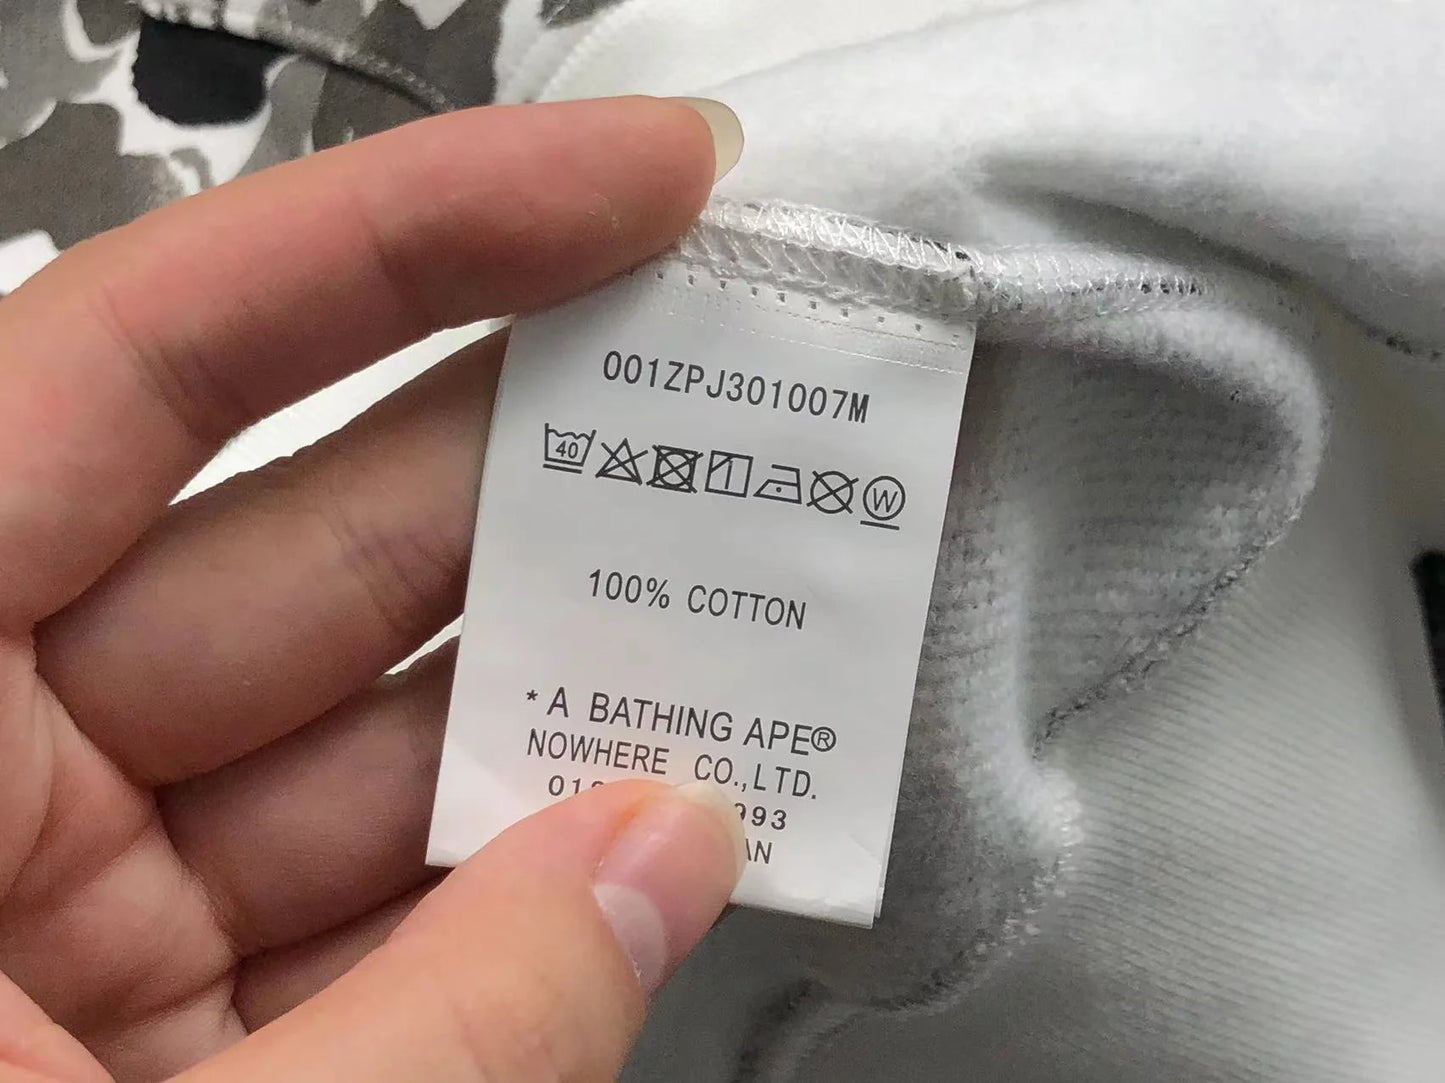 001ZPJ301007M
40
W
100% COTTON
* A BATHING APE®
NOWHERE CO.,LTD.